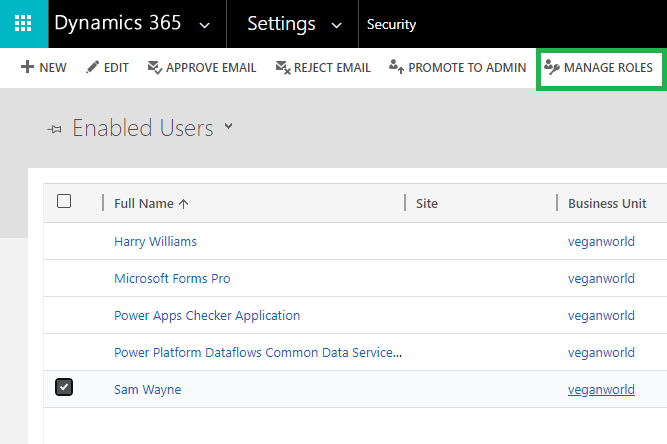 Dynamics 365 Settings Security
NEW EDIT APPROVE EMAIL REJECT EMAIL PROMOTE TO ADMIN MANAGE ROLES
Enabled Users
Full Name Site Business Unit
Harry Williams veganworld
Microsoft Forms Pro veganworld
Power Apps Checker Application veganworld
Power Platform Dataflows Common Data Service... veganworld
Sam Wayne veganworld